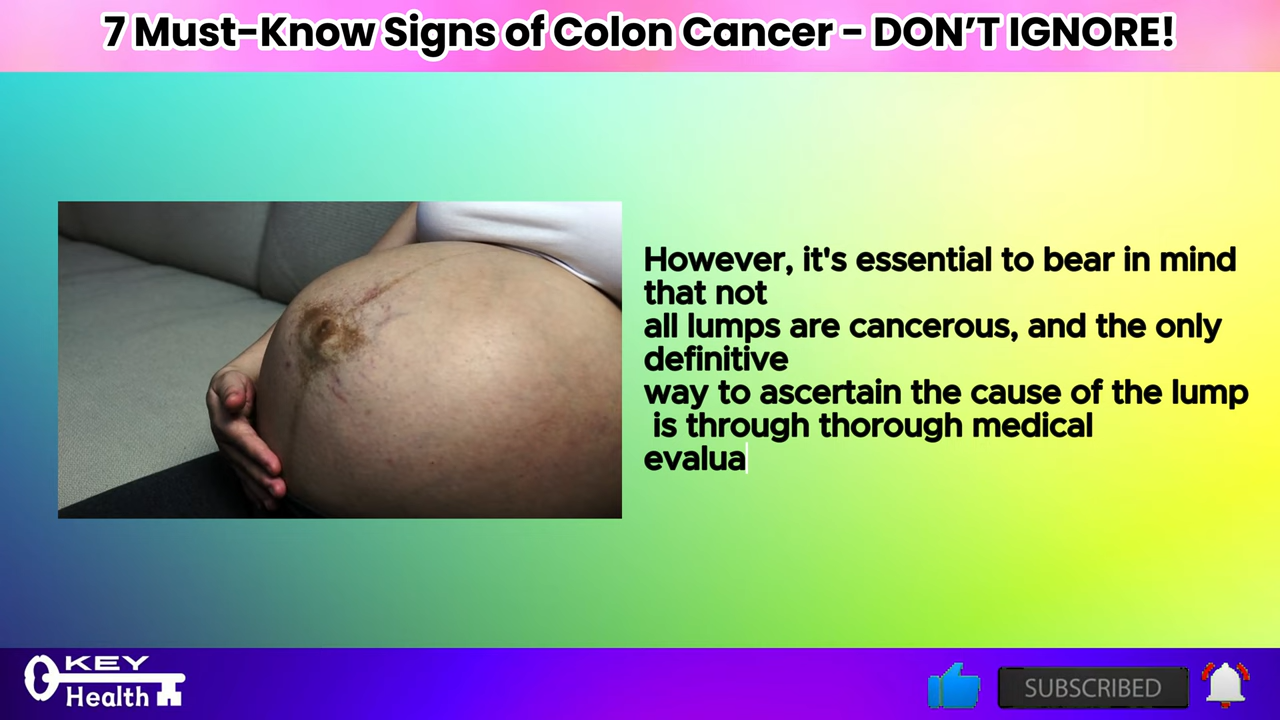 7 Must-Know Signs of Colon Cancer - DON'T IGNORE!
However, it's essential to bear in mind
that not
all lumps are cancerous, and the only
definitive
way to ascertain the cause of the lump
is through thorough medical
evalua
KEY
Health
SUBSCRIBED